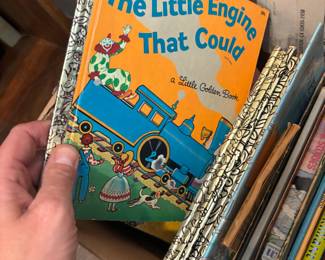 The Little Engine
That Could
a Little Golden Book